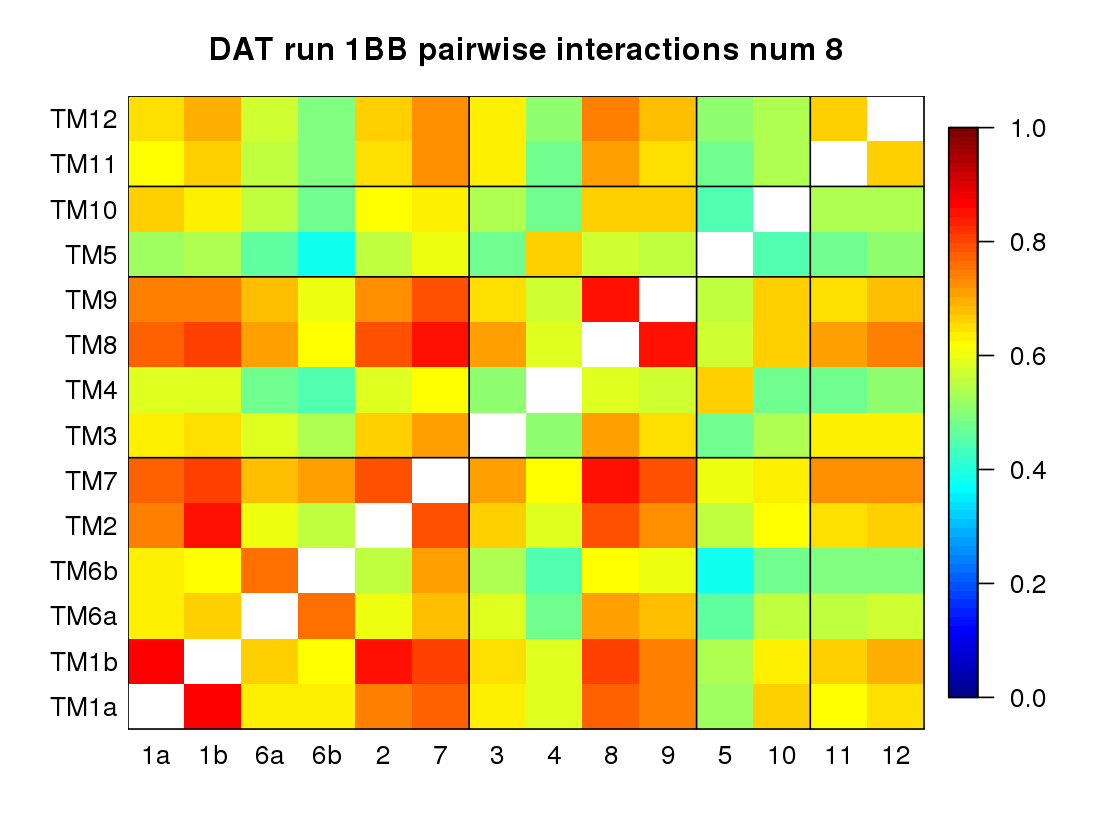 DAT run 1BB pairwise interactions num 8
TM12
TM11
TM10
TM5
TM9
TM8
TM4
TM3
TM7
TM2
TM6b
TM6a
TM1b
TM1a
1a 1b 6a 6b 2 7 3 4 8 9 5 10 11 12
1.0
0.8
0.6
0.4
0.2
0.0